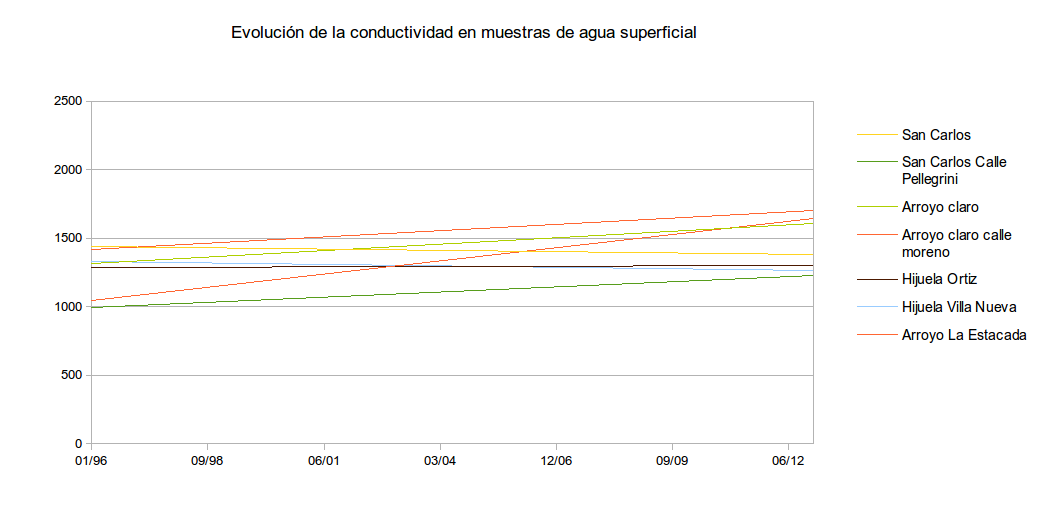 Evolución de la conductividad en muestras de agua superficial
2500
2000
1500
1000
500
0
01/96
09/98
06/01
03/04
12/06
09/09
06/12
San Carlos
San Carlos Calle
Pellegrini
Arroyo claro
Arroyo claro calle
moreno
Hijuela Ortiz
Hijuela Villa Nueva
Arroyo La Estacada